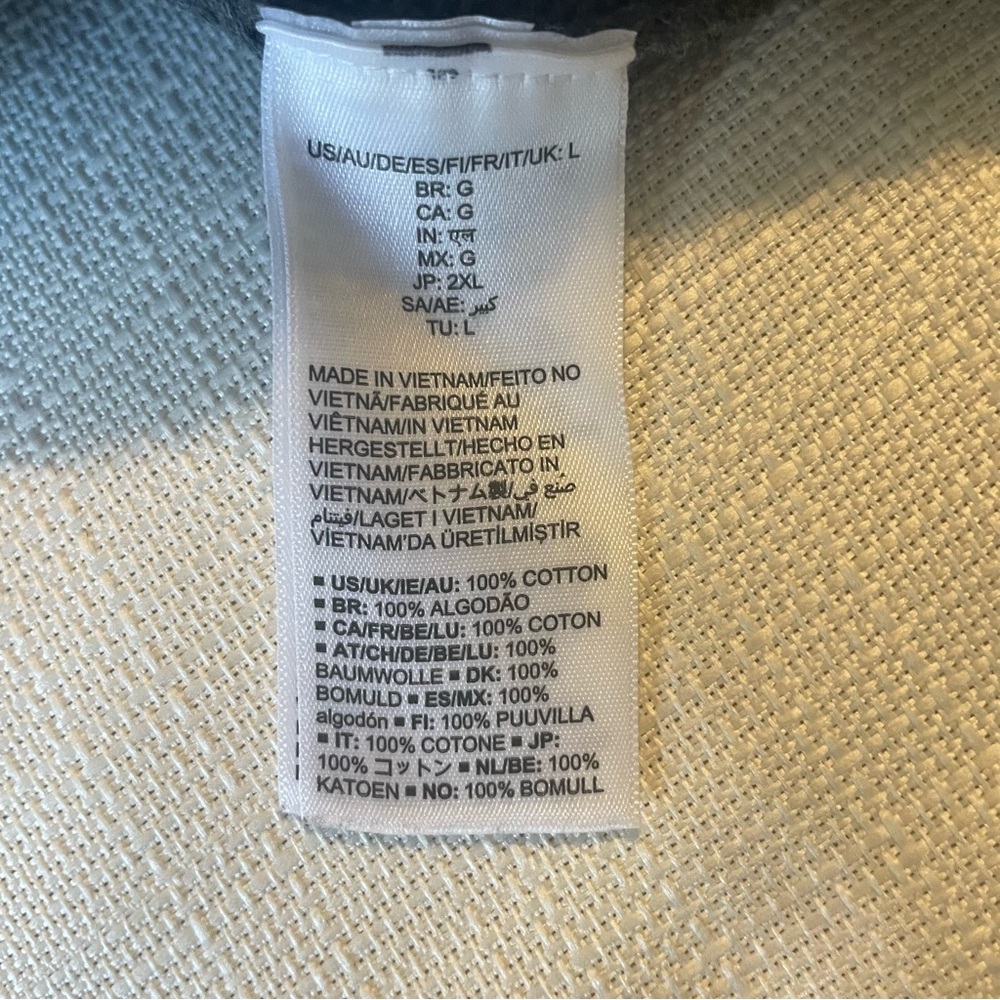 US/AU/DE/ES/FI/FR/IT/UK: L
BR: G
CA: G
IN: एल
MX: G
JP: 2XL
SA/AE: كبير
TU: L
MADE IN VIETNAM/FEITO NO
VIETNÃ/FABRIQUÉ AU
VIÊTNAM/IN VIETNAM
HERGESTELLT/HECHO EN
VIETNAM/FABBRICATO IN
VIETNAM/ベトナム製/صنع في
فيتنام/LAGET I VIETNAM/
VİETNAM'DA ÜRETİLMİŞTİR
▪ US/UK/IE/AU: 100% COTTON
▪ BR: 100% ALGODÃO
▪ CA/FR/BE/LU: 100% COTON
▪ AT/CH/DE/BE/LU: 100%
BAUMWOLLE ▪ DK: 100%
BOMULD ▪ ES/MX: 100%
algodón ▪ FI: 100% PUUVILLA
▪ IT: 100% COTONE ▪ JP:
100% コットン ▪ NL/BE: 100%
KATOEN ▪ NO: 100% BOMULL